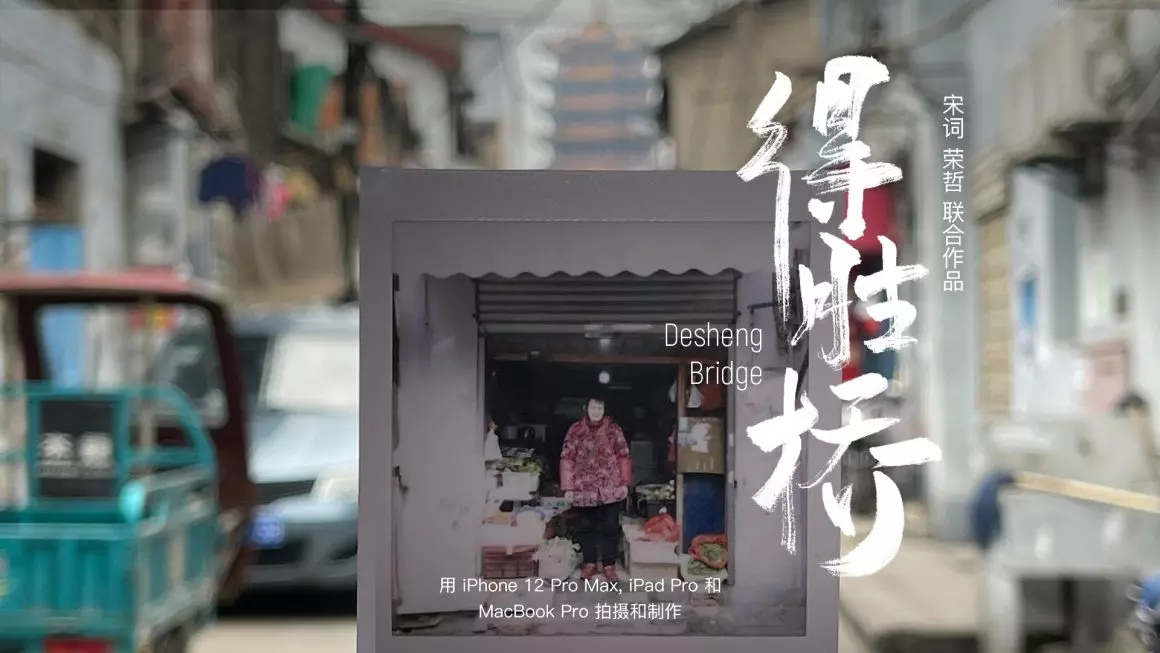 得胜桥
宋词 荣哲 联合作品
Desheng
Bridge
用 iPhone 12 Pro Max, iPad Pro 和
MacBook Pro 拍摄和制作